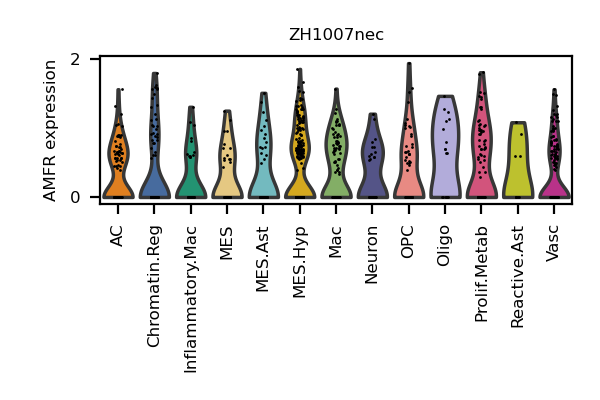 ZH1007nec
AMFR expression
2
0
AC
Chromatin.Reg
Inflammatory.Mac
MES
MES.Ast
MES.Hyp
Mac
Neuron
OPC
Oligo
Prolif.Metab
Reactive.Ast
Vasc